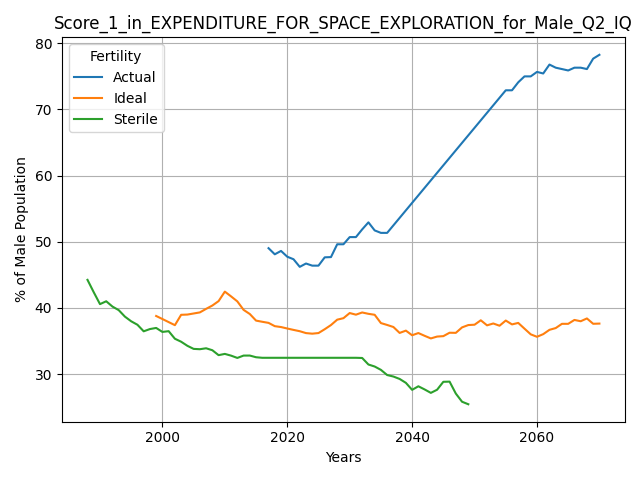 Score_1_in_EXPENDITURE_FOR_SPACE_EXPLORATION_for_Male_Q2_IQ
80
70
60
50
40
30
% of Male Population
Fertility
Actual
Ideal
Sterile
2000 2020 2040 2060
Years